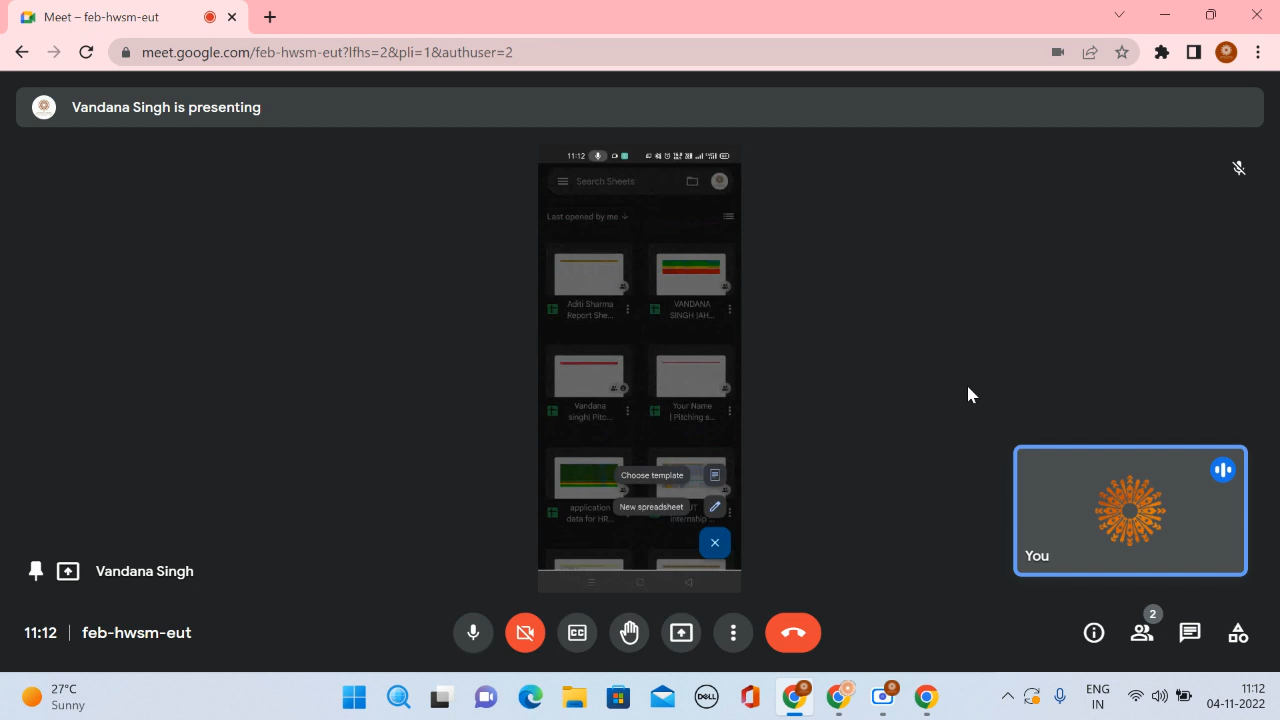 Meet – feb-hwsm-eut
meet.google.com/feb-hwsm-eut?lfhs=2&pli=1&authuser=2
Vandana Singh is presenting
11:12
Search Sheets
Last opened by me
Aditi Sharma
Report She...
VANDANA
SINGH |AH...
Vandana
singh| Pitc...
Your Name
| Pitching s...
Choose template
New spreadsheet
application
data for HR...
internship ...
You
Vandana Singh
11:12 | feb-hwsm-eut
CC
2
27°C
Sunny
DELL
ENG
IN
11:12
04-11-2022